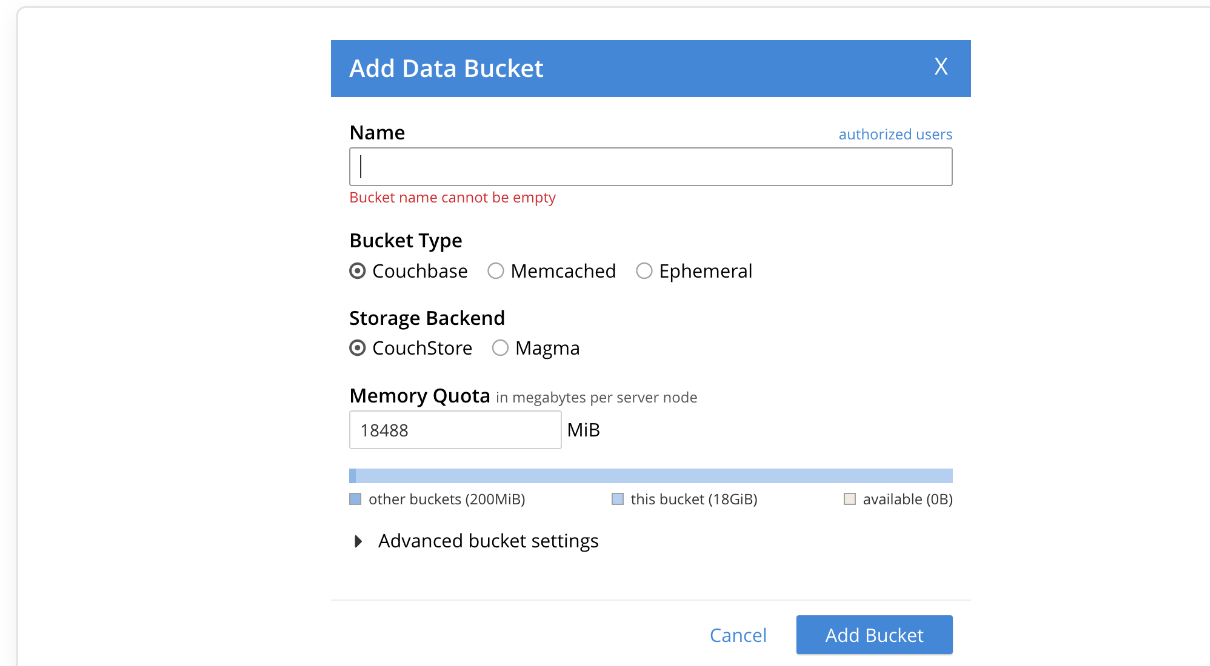 Add Data Bucket X
Name authorized users
Bucket name cannot be empty
Bucket Type
Couchbase Memcached Ephemeral
Storage Backend
CouchStore Magma
Memory Quota in megabytes per server node
18488 MiB
other buckets (200MiB) this bucket (18GiB) available (0B)
Advanced bucket settings
Cancel Add Bucket